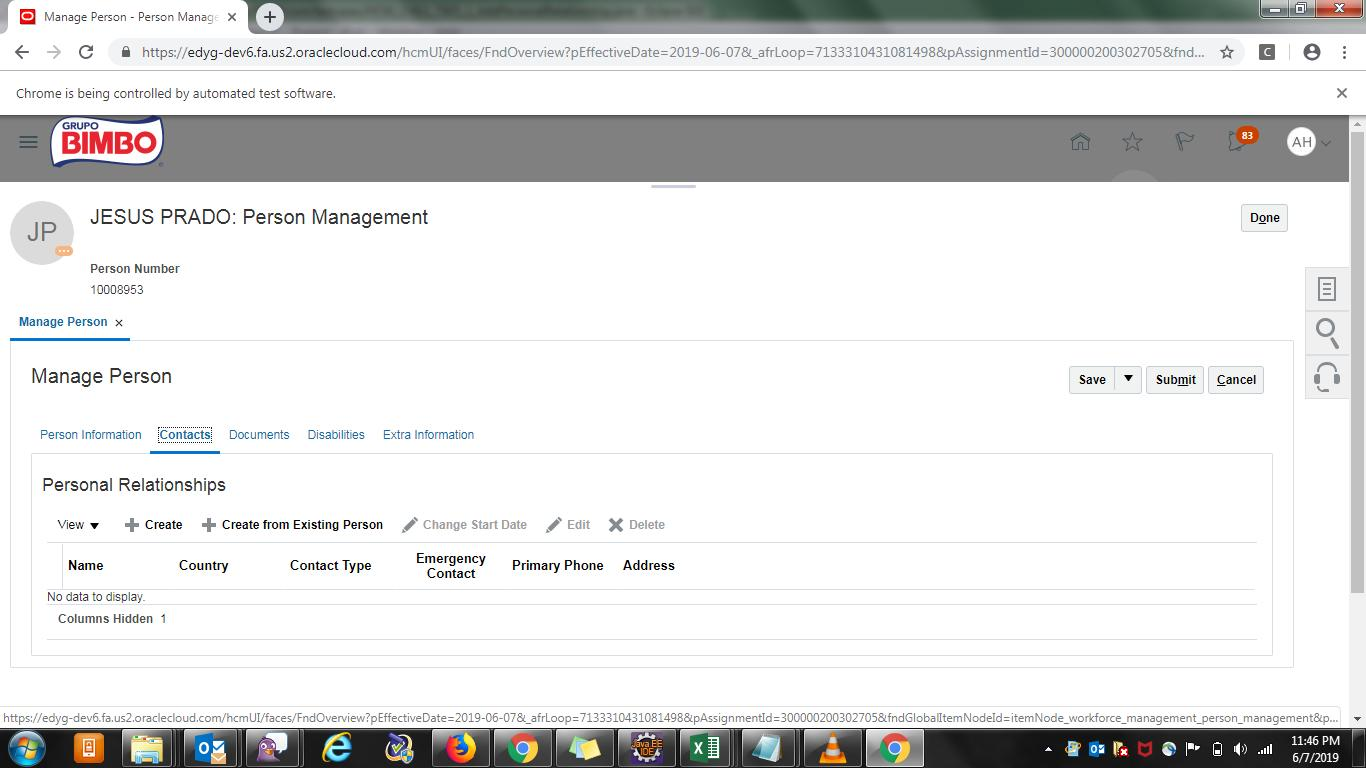 Manage Person - Person Manage
https://edyg-dev6.fa.us2.oraclecloud.com/hcmUI/faces/FndOverview?pEffectiveDate=2019-06-07&_afrLoop=7133310431081498&pAssignmentId=300000200302705&fnd...
C
Chrome is being controlled by automated test software.
GRUPO
BIMBO
83
AH
JP
JESUS PRADO: Person Management
Done
Person Number
10008953
Manage Person
Manage Person
Save
Submit
Cancel
Person Information Contacts Documents Disabilities Extra Information
Personal Relationships
View Create Create from Existing Person Change Start Date Edit Delete
Name Country Contact Type Emergency Contact Primary Phone Address
No data to display.
Columns Hidden 1
https://edyg-dev6.fa.us2.oraclecloud.com/hcmUI/faces/FndOverview?pEffectiveDate=2019-06-07&_afrLoop=7133310431081498&pAssignmentId=300000200302705&fndGlobalItemNodeId=itemNode_workforce_management_person_management&p...
Java EE
IDE
11:46 PM
6/7/2019